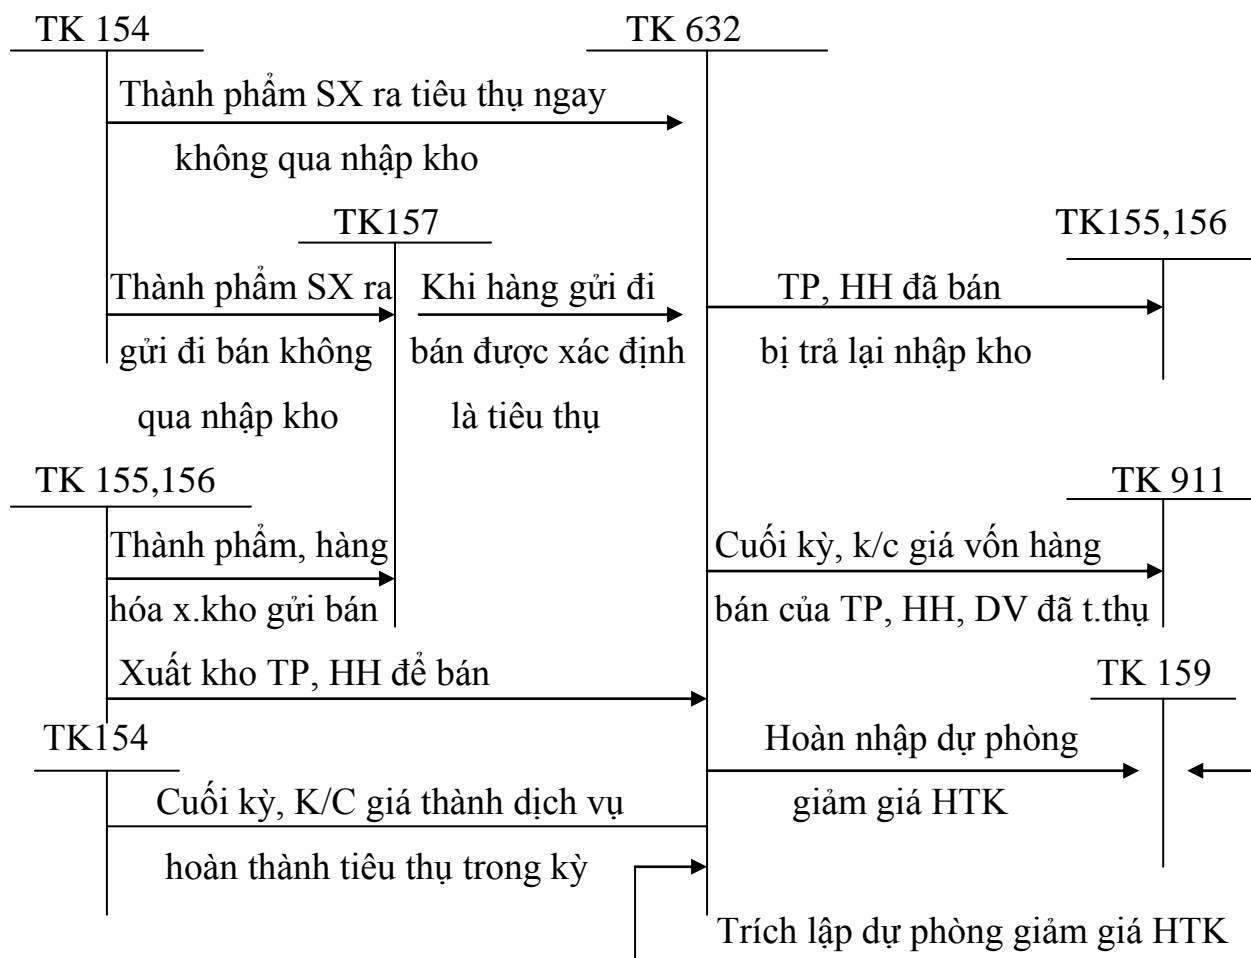 TK 154
TK 632
Thành phẩm SX ra tiêu thụ ngay
không qua nhập kho
TK157
TK155,156
Thành phẩm SX ra
Khi hàng gửi đi
TP, HH đã bán
gửi đi bán không
bán được xác định
bị trả lại nhập kho
qua nhập kho
là tiêu thụ
TK 155,156
TK 911
Thành phẩm, hàng
Cuối kỳ, k/c giá vốn hàng
hóa x.kho gửi bán
bán của TP, HH, DV đã t.thụ
Xuất kho TP, HH để bán
TK 159
TK154
Hoàn nhập dự phòng
Cuối kỳ, K/C giá thành dịch vụ
giảm giá HTK
hoàn thành tiêu thụ trong kỳ
Trích lập dự phòng giảm giá HTK